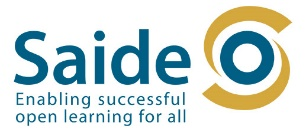 Saide
Enabling successful
open learning for all